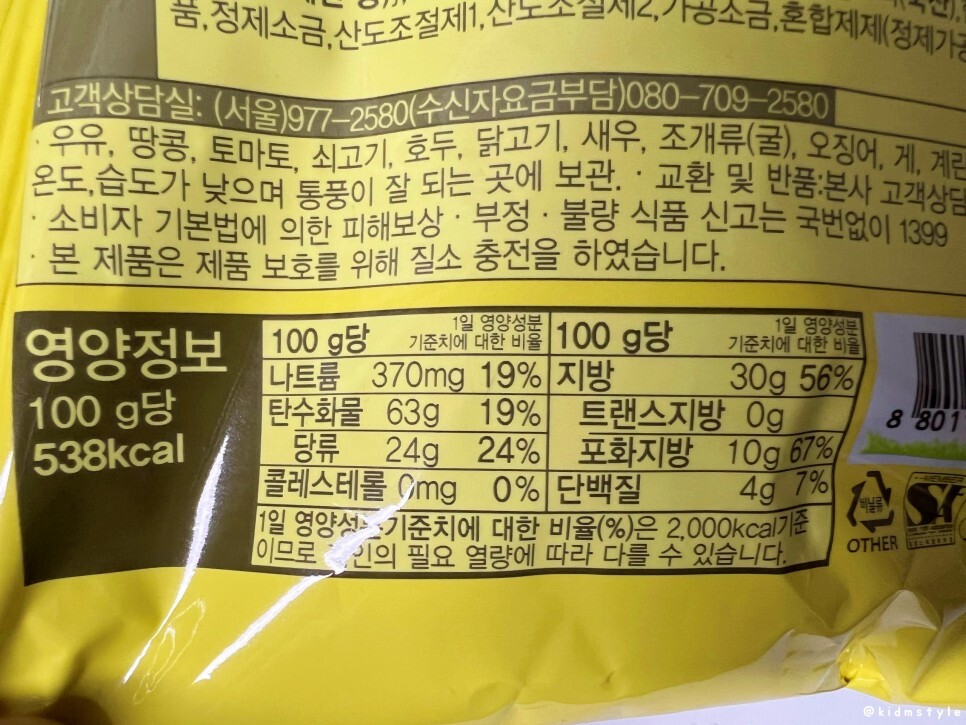 품,정제소금,산도조절제1,산도조절제2,가공소금,혼합제제(정제가공
고객상담실: (서울)977-2580(수신자요금부담)080-709-2580
· 우유, 땅콩, 토마토, 쇠고기, 호두, 닭고기, 새우, 조개류(굴), 오징어, 게, 계란
온도,습도가 낮으며 통풍이 잘 되는 곳에 보관. · 교환 및 반품:본사 고객상담
· 소비자 기본법에 의한 피해보상 · 부정 · 불량 식품 신고는 국번없이 1399
· 본 제품은 제품 보호를 위해 질소 충전을 하였습니다.
영양정보
100 g당
538kcal
100 g당 1일 영양성분 기준치에 대한 비율
나트륨 370mg 19%
탄수화물 63g 19%
당류 24g 24%
콜레스테롤 0mg 0%
100 g당 1일 영양성분 기준치에 대한 비율
지방 30g 56%
트랜스지방 0g
포화지방 10g 67%
단백질 4g 7%
1일 영양성분기준치에 대한 비율(%)은 2,000kcal기준
이므로 인의 필요 열량에 따라 다를 수 있습니다.
8 801
비닐류
OTHER
@kidmstyle